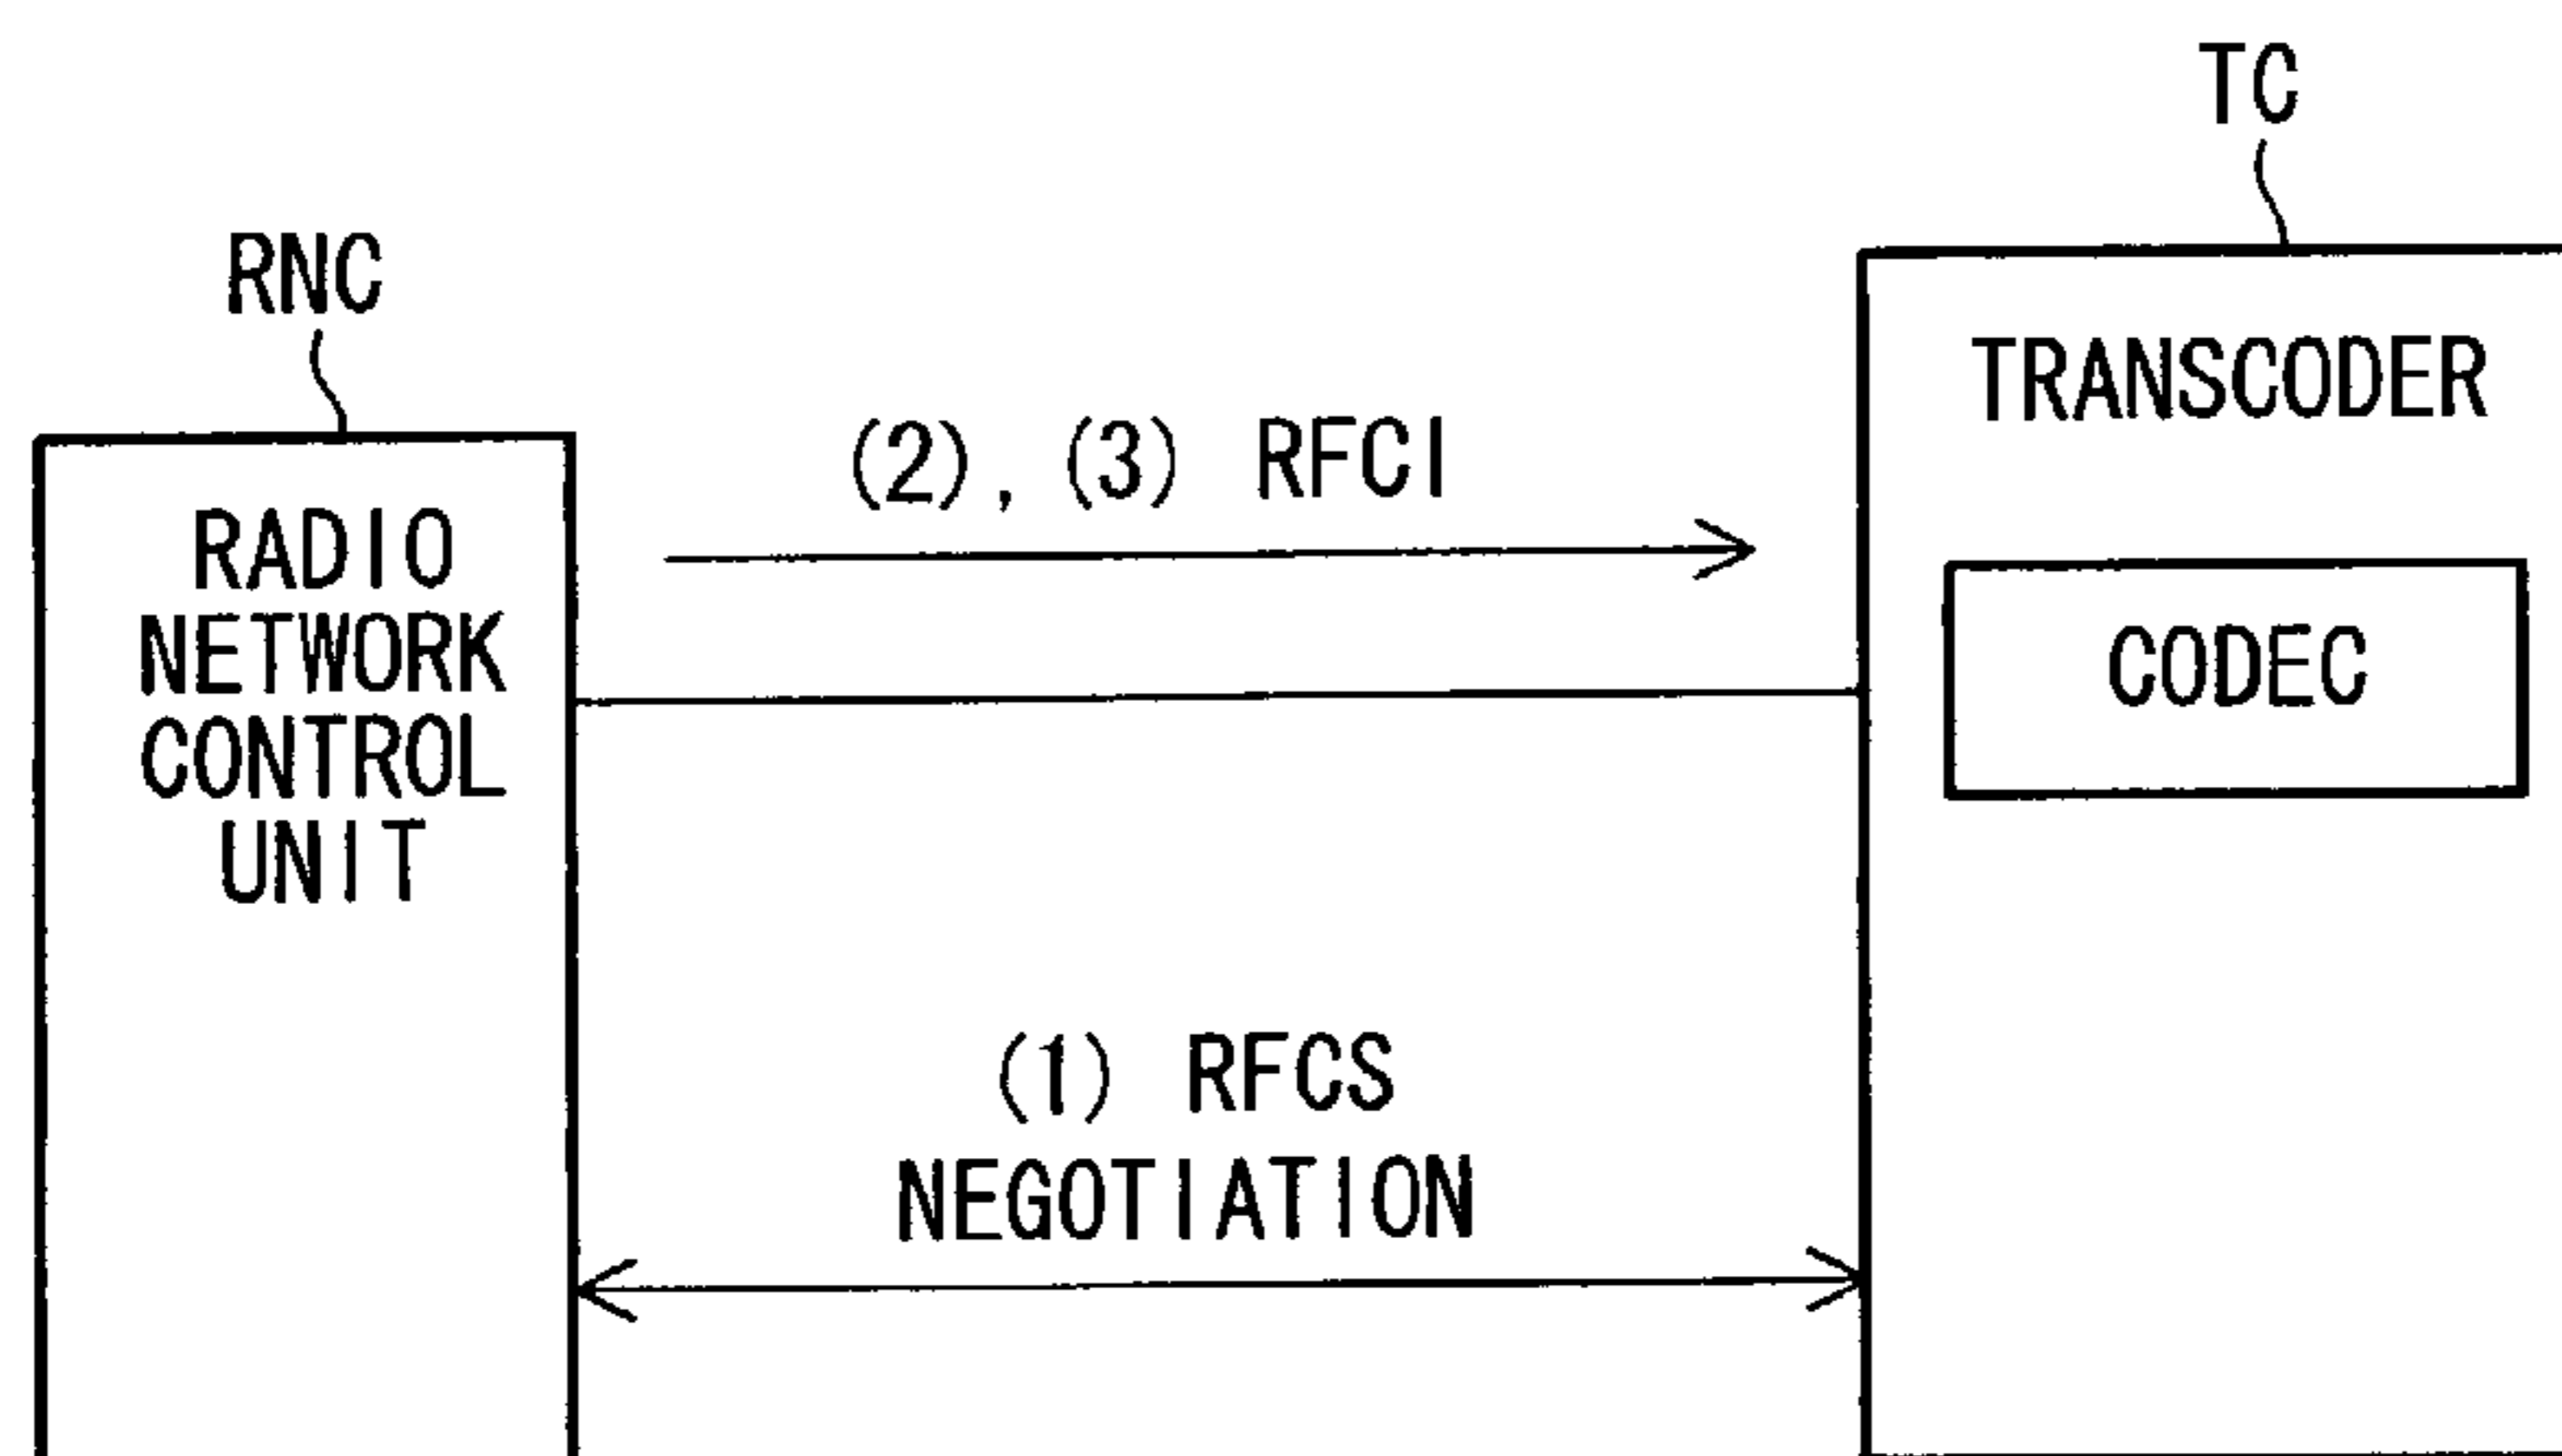 TC
RNC
TRANSCODER
(2), (3) RFCI
RADIO
NETWORK
CONTROL
UNIT
CODEC
(1) RFCS
NEGOTIATION